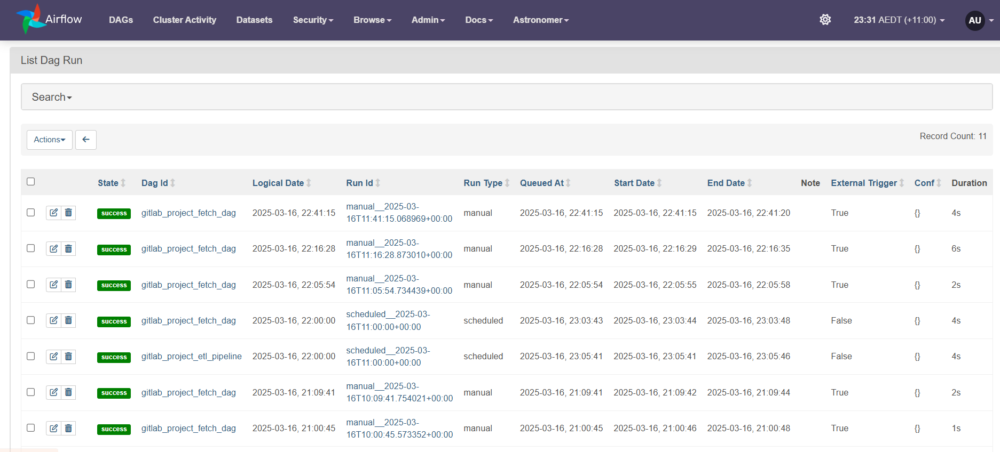 Airflow DAGs Cluster Activity Datasets Security Browse Admin Docs Astronomer 23:31 AEDT (+11:00) AU
List Dag Run
Search
Actions Record Count: 11
State Dag Id Logical Date Run Id Run Type Queued At Start Date End Date Note External Trigger Conf Duration
success gitlab_project_fetch_dag 2025-03-16, 22:41:15 manual__2025-03-
16T11:41:15.068969+00:00 manual 2025-03-16, 22:41:15 2025-03-16, 22:41:15 2025-03-16, 22:41:20 True {} 4s
success gitlab_project_fetch_dag 2025-03-16, 22:16:28 manual__2025-03-
16T11:16:28.873010+00:00 manual 2025-03-16, 22:16:28 2025-03-16, 22:16:29 2025-03-16, 22:16:35 True {} 6s
success gitlab_project_fetch_dag 2025-03-16, 22:05:54 manual__2025-03-
16T11:05:54.734439+00:00 manual 2025-03-16, 22:05:54 2025-03-16, 22:05:55 2025-03-16, 22:05:58 True {} 2s
success gitlab_project_fetch_dag 2025-03-16, 22:00:00 scheduled__2025-03-
16T11:00:00+00:00 scheduled 2025-03-16, 23:03:43 2025-03-16, 23:03:44 2025-03-16, 23:03:48 False {} 4s
success gitlab_project_etl_pipeline 2025-03-16, 22:00:00 scheduled__2025-03-
16T11:00:00+00:00 scheduled 2025-03-16, 23:05:41 2025-03-16, 23:05:41 2025-03-16, 23:05:46 False {} 4s
success gitlab_project_fetch_dag 2025-03-16, 21:09:41 manual__2025-03-
16T10:09:41.754021+00:00 manual 2025-03-16, 21:09:41 2025-03-16, 21:09:42 2025-03-16, 21:09:44 True {} 2s
success gitlab_project_fetch_dag 2025-03-16, 21:00:45 manual__2025-03-
16T10:00:45.573352+00:00 manual 2025-03-16, 21:00:45 2025-03-16, 21:00:46 2025-03-16, 21:00:48 True {} 1s